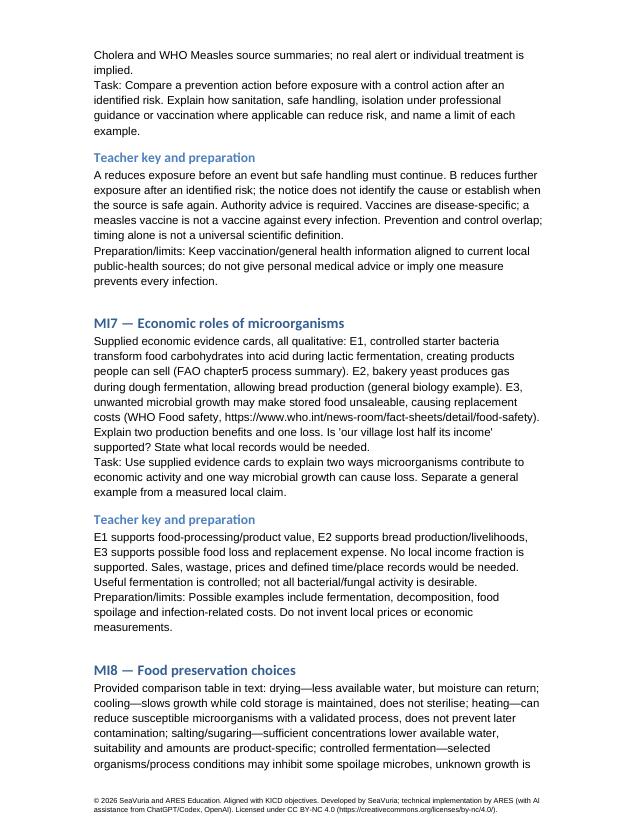 Cholera and WHO Measles source summaries; no real alert or individual treatment is
implied.
Task: Compare a prevention action before exposure with a control action after an
identified risk. Explain how sanitation, safe handling, isolation under professional
guidance or vaccination where applicable can reduce risk, and name a limit of each
example.
Teacher key and preparation
A reduces exposure before an event but safe handling must continue. B reduces further
exposure after an identified risk; the notice does not identify the cause or establish when
the source is safe again. Authority advice is required. Vaccines are disease-specific; a
measles vaccine is not a vaccine against every infection. Prevention and control overlap;
timing alone is not a universal scientific definition.
Preparation/limits: Keep vaccination/general health information aligned to current local
public-health sources; do not give personal medical advice or imply one measure
prevents every infection.
MI7 — Economic roles of microorganisms
Supplied economic evidence cards, all qualitative: E1, controlled starter bacteria
transform food carbohydrates into acid during lactic fermentation, creating products
people can sell (FAO chapter5 process summary). E2, bakery yeast produces gas
during dough fermentation, allowing bread production (general biology example). E3,
unwanted microbial growth may make stored food unsaleable, causing replacement
costs (WHO Food safety, https://www.who.int/news-room/fact-sheets/detail/food-safety).
Explain two production benefits and one loss. Is 'our village lost half its income'
supported? State what local records would be needed.
Task: Use supplied evidence cards to explain two ways microorganisms contribute to
economic activity and one way microbial growth can cause loss. Separate a general
example from a measured local claim.
Teacher key and preparation
E1 supports food-processing/product value, E2 supports bread production/livelihoods,
E3 supports possible food loss and replacement expense. No local income fraction is
supported. Sales, wastage, prices and defined time/place records would be needed.
Useful fermentation is controlled; not all bacterial/fungal activity is desirable.
Preparation/limits: Possible examples include fermentation, decomposition, food
spoilage and infection-related costs. Do not invent local prices or economic
measurements.
MI8 — Food preservation choices
Provided comparison table in text: drying—less available water, but moisture can return;
cooling—slows growth while cold storage is maintained, does not sterilise; heating—can
reduce susceptible microorganisms with a validated process, does not prevent later
contamination; salting/sugaring—sufficient concentrations lower available water,
suitability and amounts are product-specific; controlled fermentation—selected
organisms/process conditions may inhibit some spoilage microbes, unknown growth is
© 2026 SeaVuria and ARES Education. Aligned with KICD objectives. Developed by SeaVuria; technical implementation by ARES (with AI
assistance from ChatGPT/Codex, OpenAI). Licensed under CC BY-NC 4.0 (https://creativecommons.org/licenses/by-nc/4.0/).